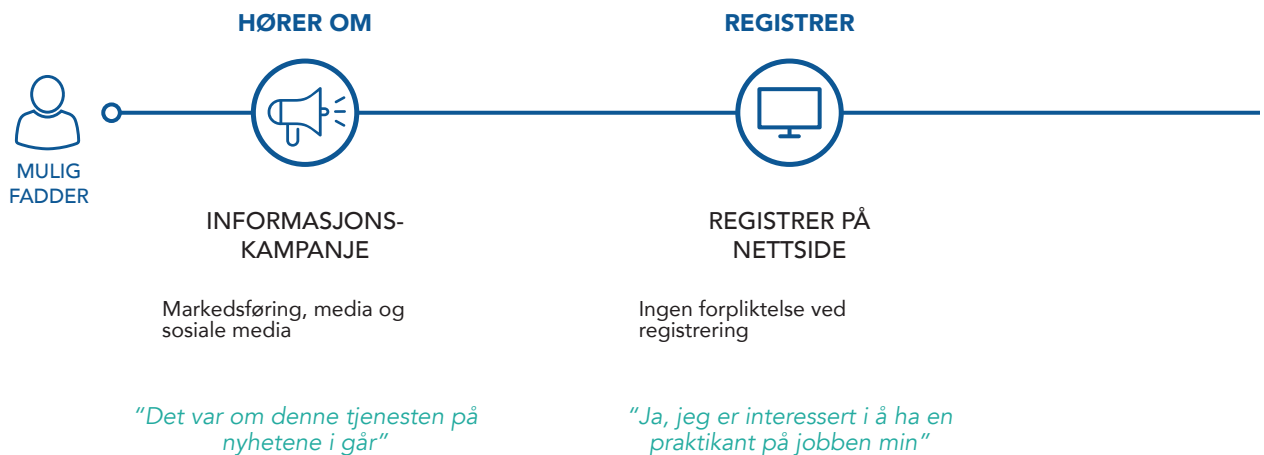 HØRER OM
REGISTRER
MULIG
FADDER
INFORMASJONS-
KAMPANJE
REGISTRER PÅ
NETTSIDE
Markedsføring, media og
sosiale media
Ingen forpliktelse ved
registrering
"Det var om denne tjenesten på
nyhetene i går"
"Ja, jeg er interessert i å ha en
praktikant på jobben min"